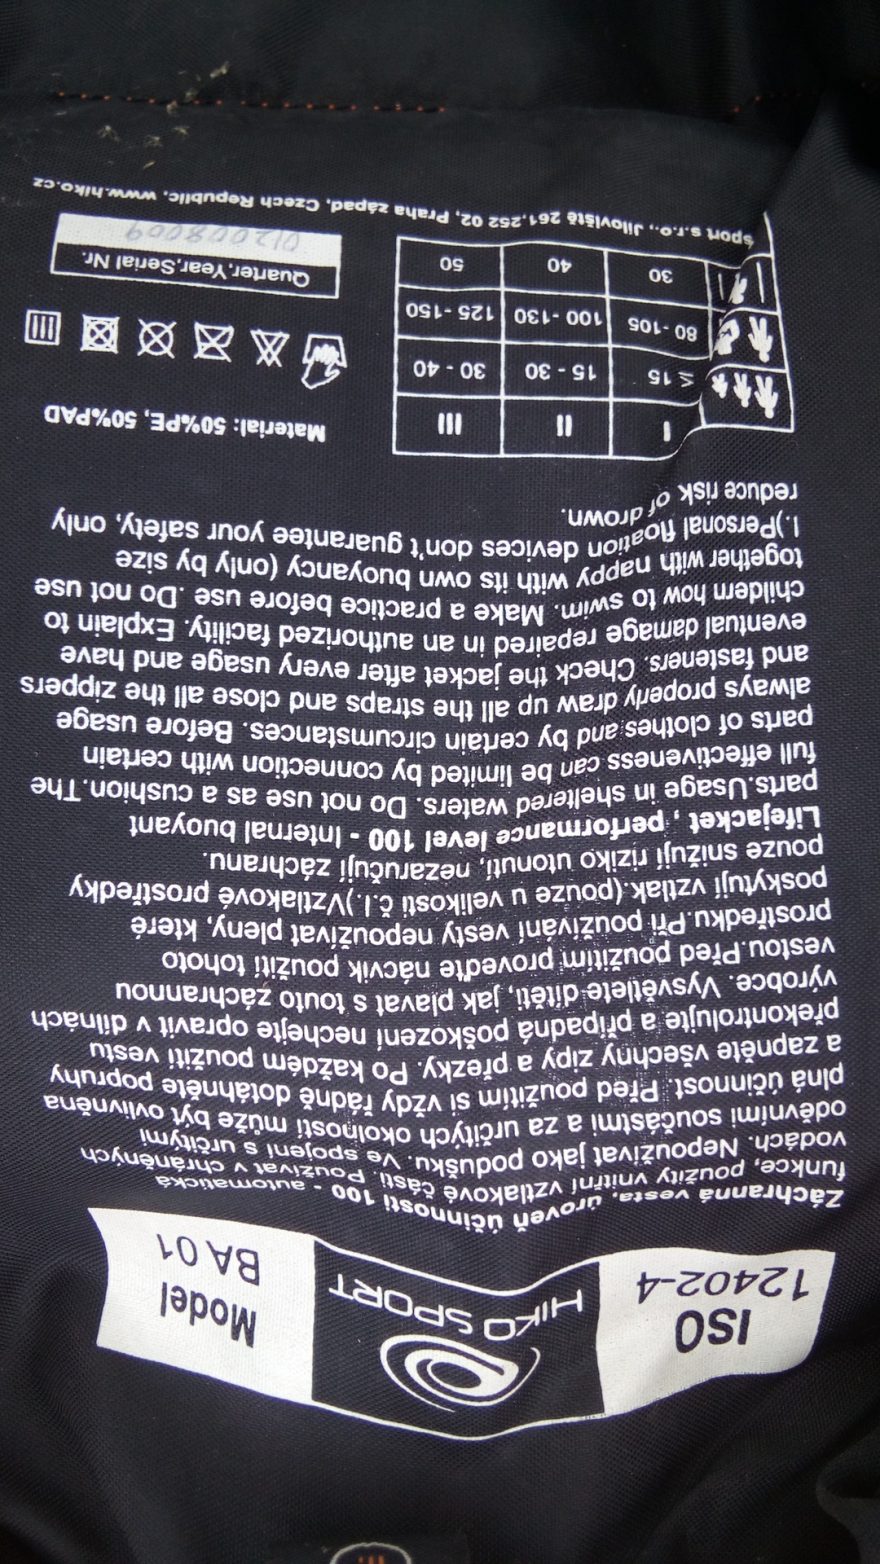 ISO
12402-4
HIKO SPORT
Model
BA 01
Záchranná vesta, úroveň účinnosti 100 - automatická
funkce, použity vnitřní vztlakové části. Používat v chráněných
vodách. Nepoužívat jako podušku. Ve spojení s určitými
oděvními součástmi a za určitých okolností může být ovlivněna
plná účinnost. Před použitím si vždy řádně dotáhněte popruhy
a zapněte všechny zipy a přezky. Po každém použití vestu
překontrolujte a případná poškození nechejte opravit v dílnách
výrobce. Vysvětlete dítěti, jak plavat s touto záchrannou
vestou.Před použitím proveďte nácvik použití tohoto
prostředku.Při používání vesty nepoužívat pleny, které
poskytují vztlak.(pouze u velikosti č.I.)Vztlakové prostředky
pouze snižují riziko utonutí, nezaručují záchranu.
Lifejacket , performance level 100 - Internal buoyant
parts.Usage in sheltered waters. Do not use as a cushion.The
full effectiveness can be limited by connection with certain
parts of clothes and by certain circumstances. Before usage
always properly draw up all the straps and close all the zippers
and fasteners. Check the jacket after every usage and have
eventual damage repaired in an authorized facility. Explain to
childern how to swim. Make a practice before use .Do not use
together with nappy with its own buoyancy (only by size
I.)Personal floation devices don't guarantee your safety, only
reduce risk of drown.
I II III
≤ 15 15 - 30 30 - 40
80 - 105 100 - 130 125 - 150
30 40 50
Material: 50%PE, 50%PAD
Quarter,Year,Serial Nr.
012008009
sport s.r.o., Jíloviště 261,252 02, Praha západ, Czech Republic, www.hiko.cz